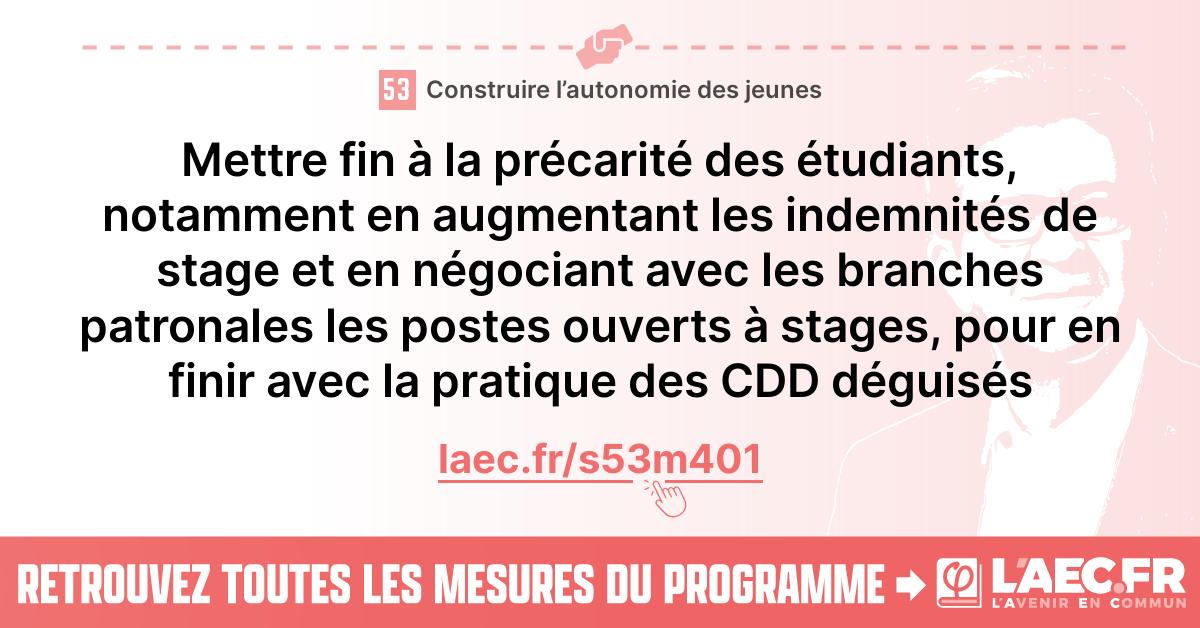 53 Construire l’autonomie des jeunes
Mettre fin à la précarité des étudiants,
notamment en augmentant les indemnités de
stage et en négociant avec les branches
patronales les postes ouverts à stages, pour en
finir avec la pratique des CDD déguisés
laec.fr/s53m401
RETROUVEZ TOUTES LES MESURES DU PROGRAMME
φ L'AEC.FR
L'AVENIR EN COMMUN